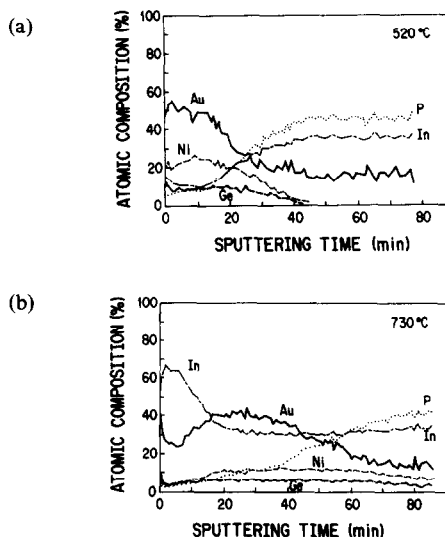 (a)
520°C
ATOMIC COMPOSITION (%)
100
80
60
40
20
0
Au
Ni
Ge
P
In
0 20 40 60 80
SPUTTERING TIME (min)
(b)
730°C
ATOMIC COMPOSITION (%)
100
80
60
40
20
0
In
Au
P
In
Ni
Ge
0 20 40 60 80
SPUTTERING TIME (min)